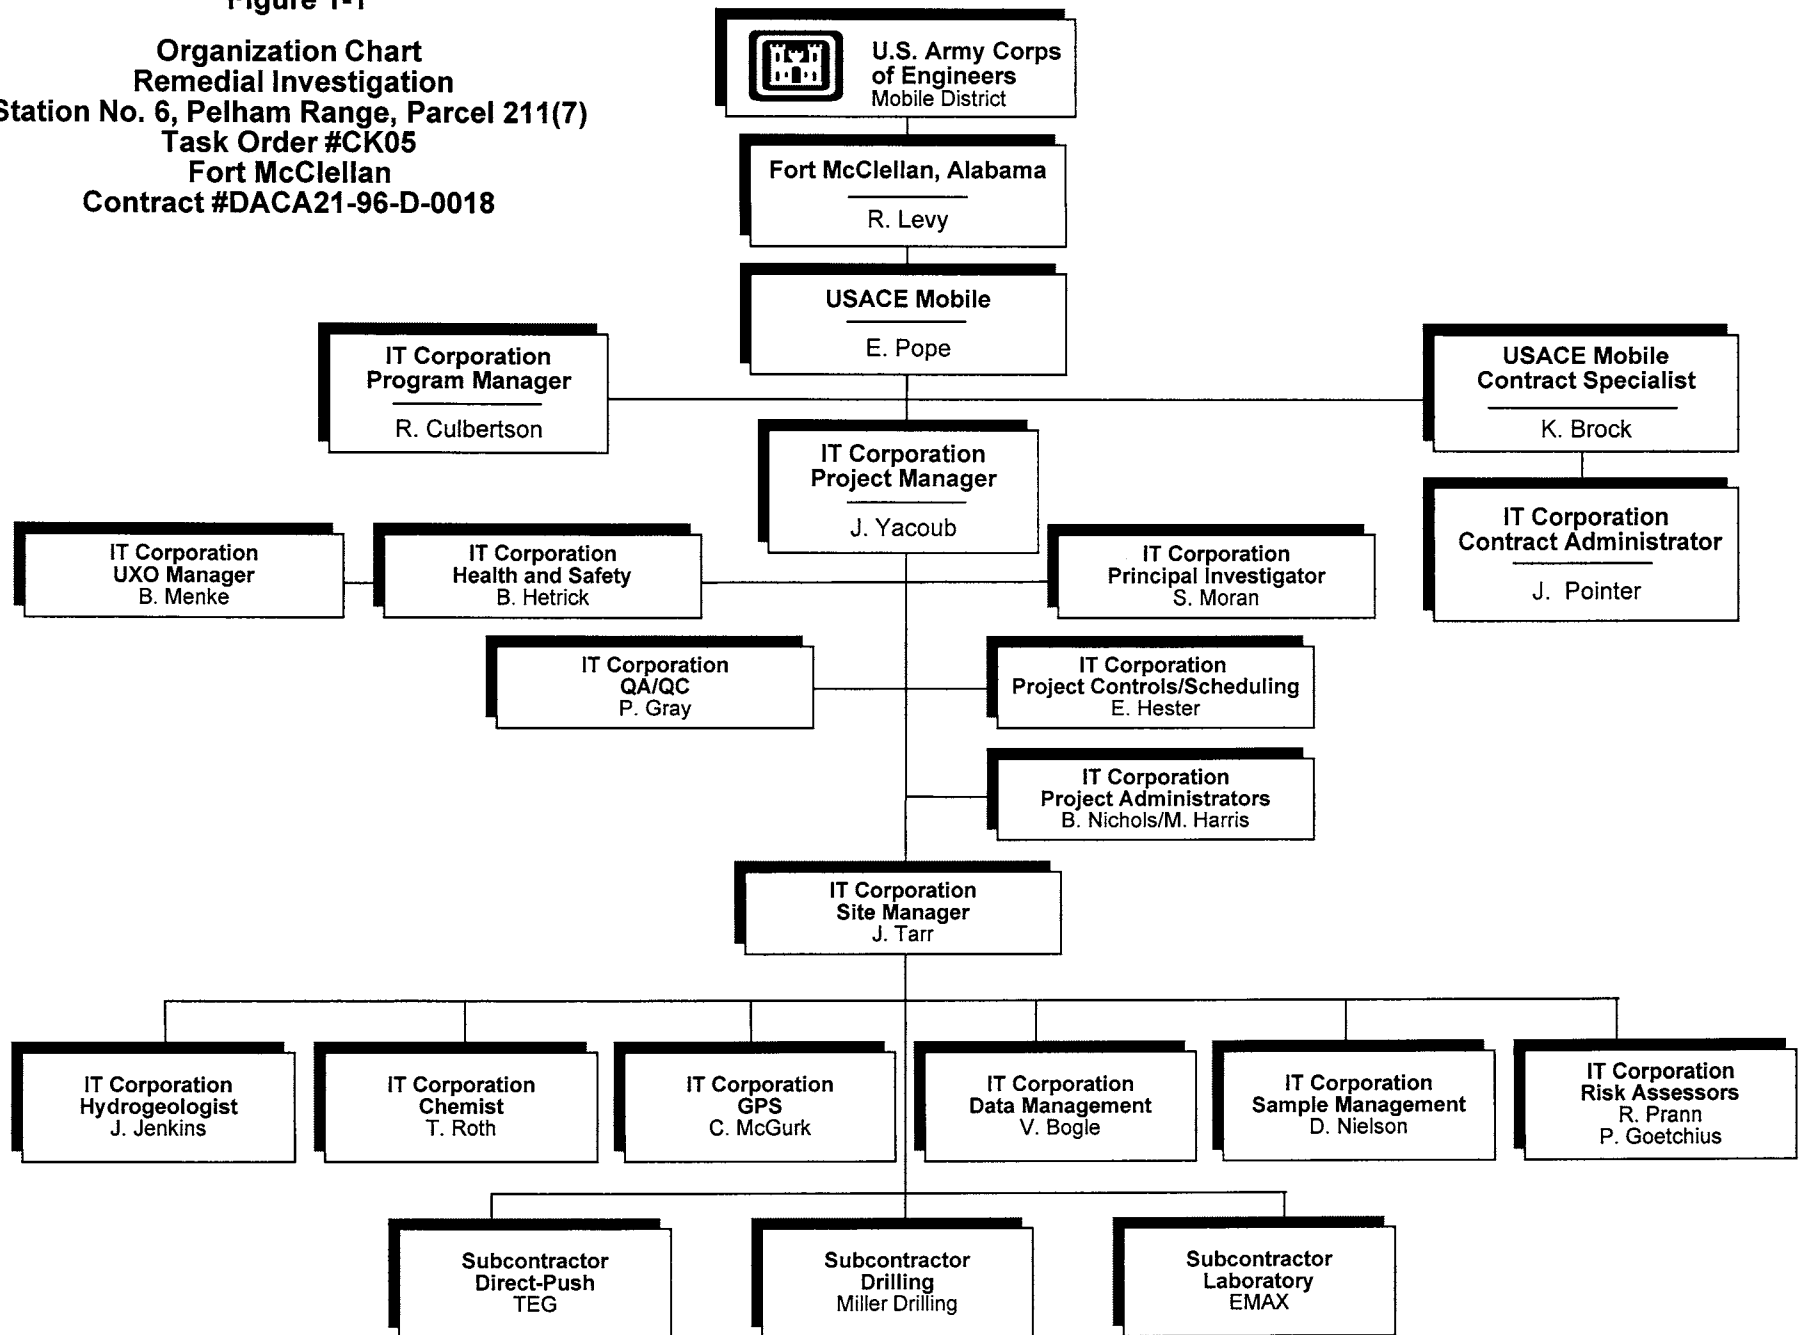 Figure 1-1
Organization Chart
Remedial Investigation
Station No. 6, Pelham Range, Parcel 211(7)
Task Order #CK05
Fort McClellan
Contract #DACA21-96-D-0018
U.S. Army Corps
of Engineers
Mobile District
Fort McClellan, Alabama
R. Levy
USACE Mobile
E. Pope
IT Corporation
Program Manager
R. Culbertson
USACE Mobile
Contract Specialist
K. Brock
IT Corporation
Project Manager
J. Yacoub
IT Corporation
Contract Administrator
J. Pointer
IT Corporation
UXO Manager
B. Menke
IT Corporation
Health and Safety
B. Hetrick
IT Corporation
Principal Investigator
S. Moran
IT Corporation
QA/QC
P. Gray
IT Corporation
Project Controls/Scheduling
E. Hester
IT Corporation
Project Administrators
B. Nichols/M. Harris
IT Corporation
Site Manager
J. Tarr
IT Corporation
Hydrogeologist
J. Jenkins
IT Corporation
Chemist
T. Roth
IT Corporation
GPS
C. McGurk
IT Corporation
Data Management
V. Bogle
IT Corporation
Sample Management
D. Nielson
IT Corporation
Risk Assessors
R. Prann
P. Goetchius
Subcontractor
Direct-Push
TEG
Subcontractor
Drilling
Miller Drilling
Subcontractor
Laboratory
EMAX